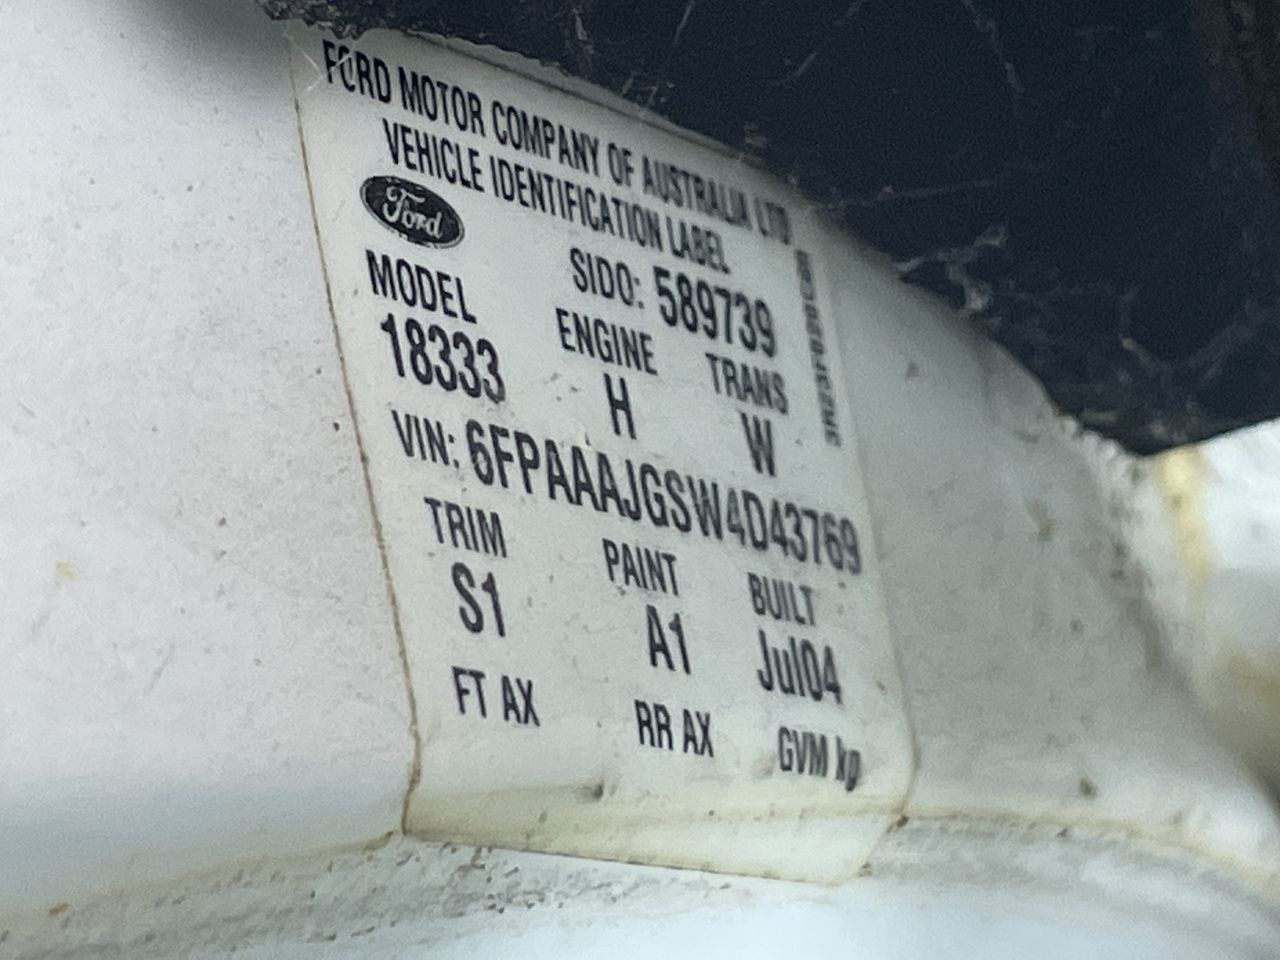 FORD MOTOR COMPANY OF AUSTRALIA LTD
VEHICLE IDENTIFICATION LABEL
Ford
SIDO: 589739
MODEL ENGINE TRANS
18333 H W
VIN: 6FPAAAJGSW4D43769
TRIM PAINT BUILT
S1 A1 Jul04
FT AX RR AX GVM kg